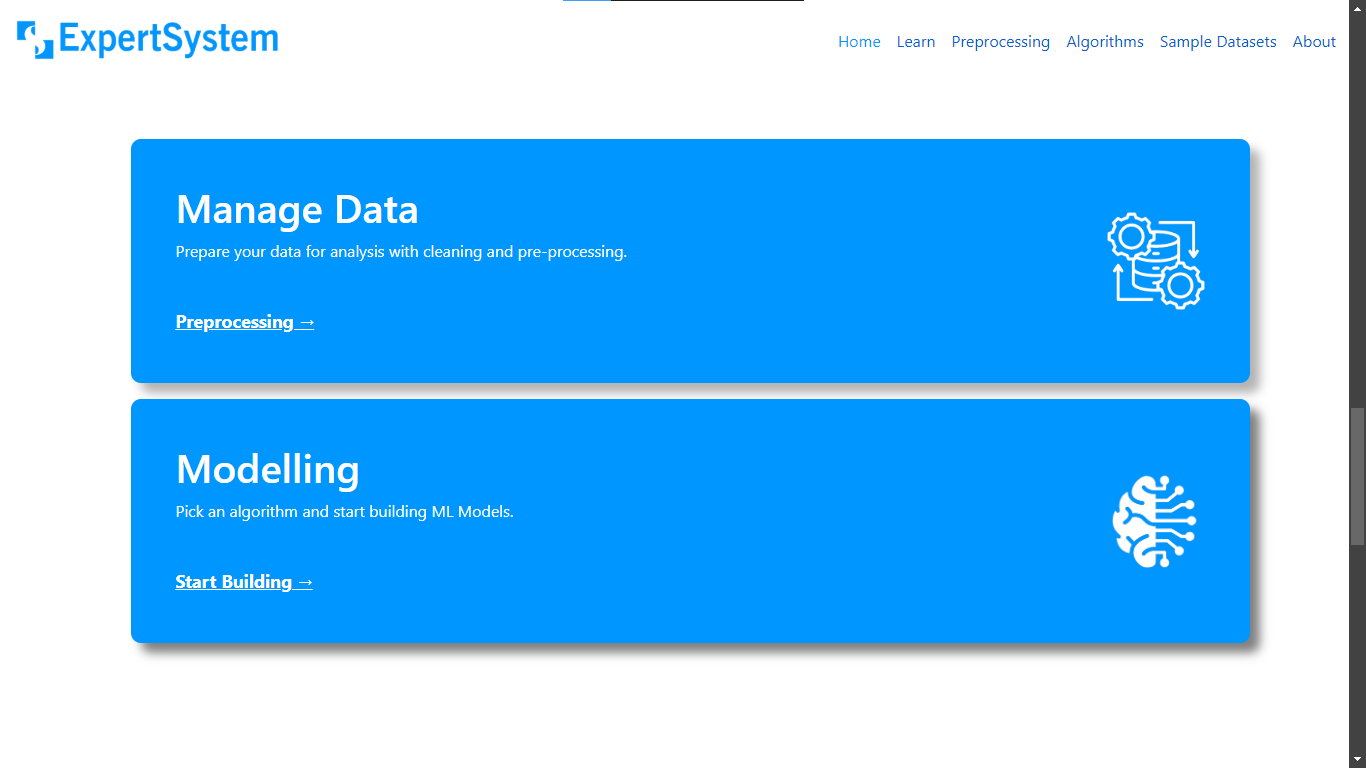 ExpertSystem
Home Learn Preprocessing Algorithms Sample Datasets About
Manage Data
Prepare your data for analysis with cleaning and pre-processing.
Preprocessing →
Modelling
Pick an algorithm and start building ML Models.
Start Building →